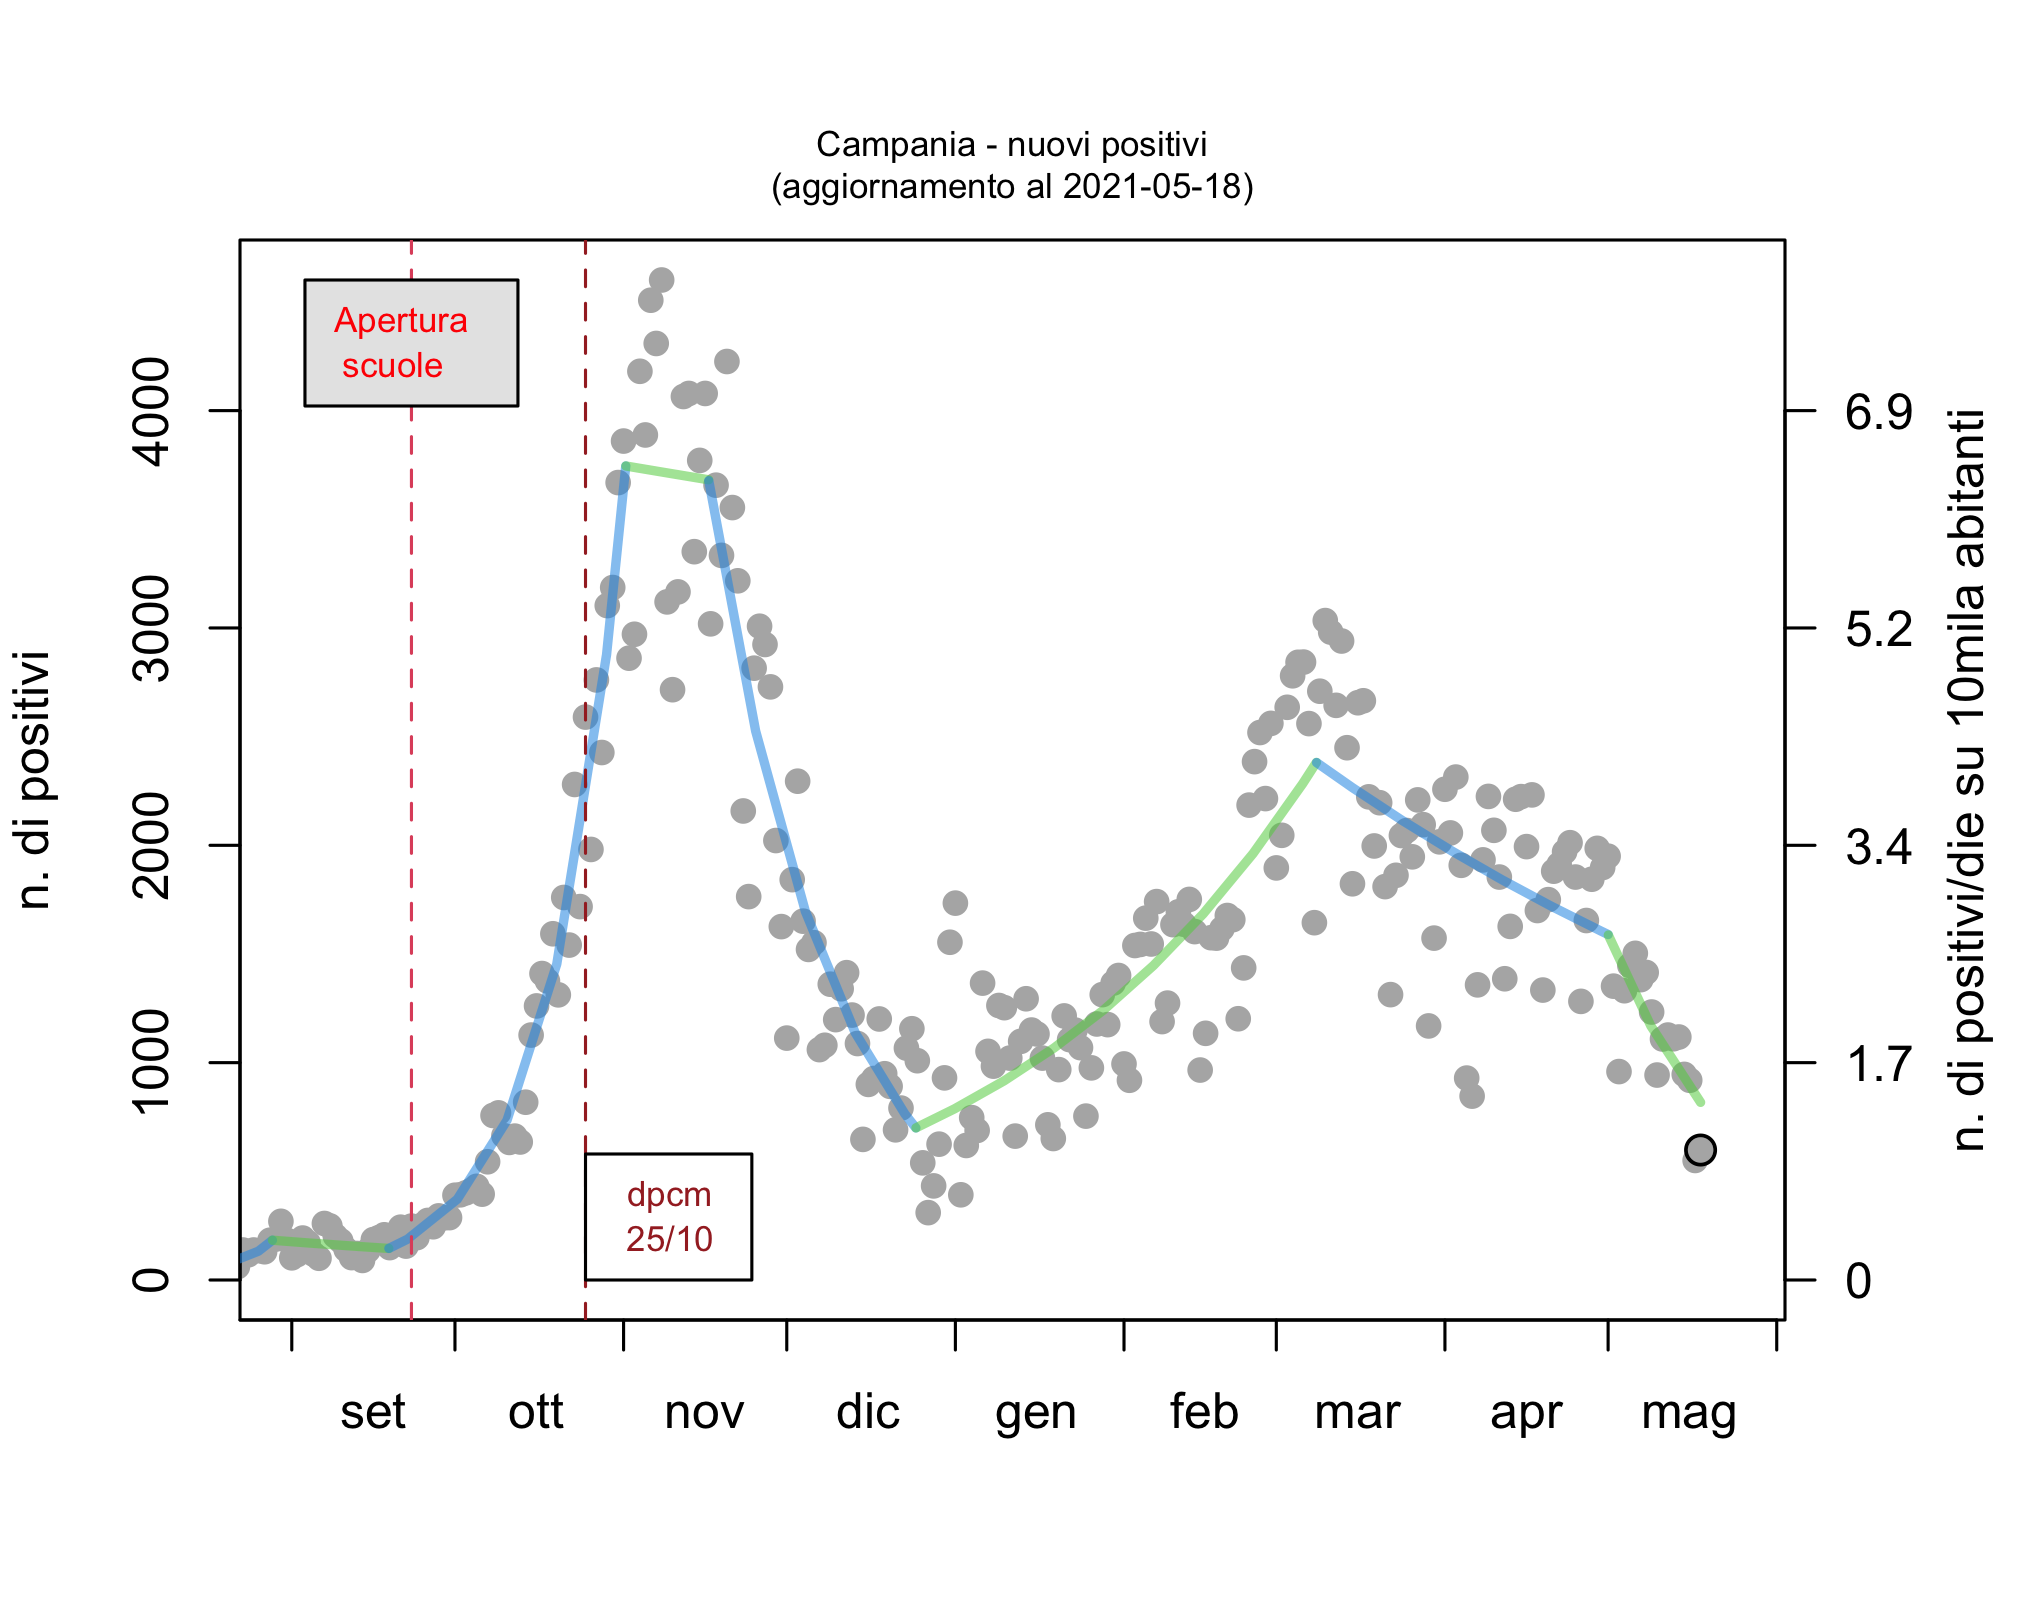 Campania - nuovi positivi
(aggiornamento al 2021-05-18)
Apertura
scuole
dpcm
25/10
n. di positivi
0
1000
2000
3000
4000
n. di positivi/die su 10mila abitanti
6.9
5.2
3.4
1.7
0
set ott nov dic gen feb mar apr mag